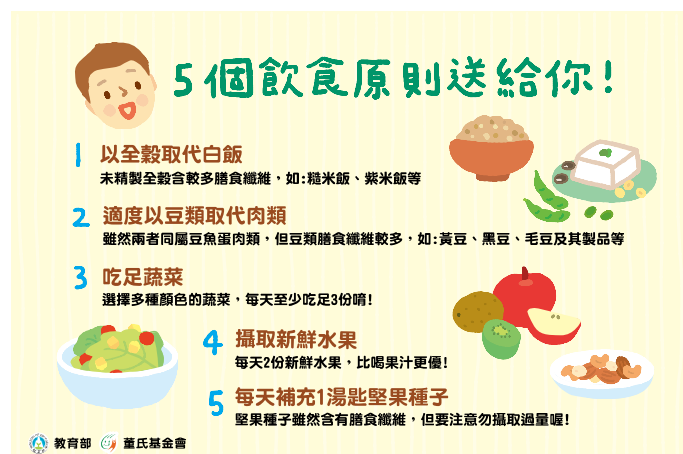 5個飲食原則送給你!
1 以全穀取代白飯
未精製全穀含較多膳食纖維，如:糙米飯、紫米飯等
2 適度以豆類取代肉類
雖然兩者同屬豆魚蛋肉類，但豆類膳食纖維較多，如:黃豆、黑豆、毛豆及其製品等
3 吃足蔬菜
選擇多種顏色的蔬菜，每天至少吃足3份唷!
4 攝取新鮮水果
每天2份新鮮水果，比喝果汁更優!
5 每天補充1湯匙堅果種子
堅果種子雖然含有膳食纖維，但要注意勿攝取過量喔!
教育部 董氏基金會